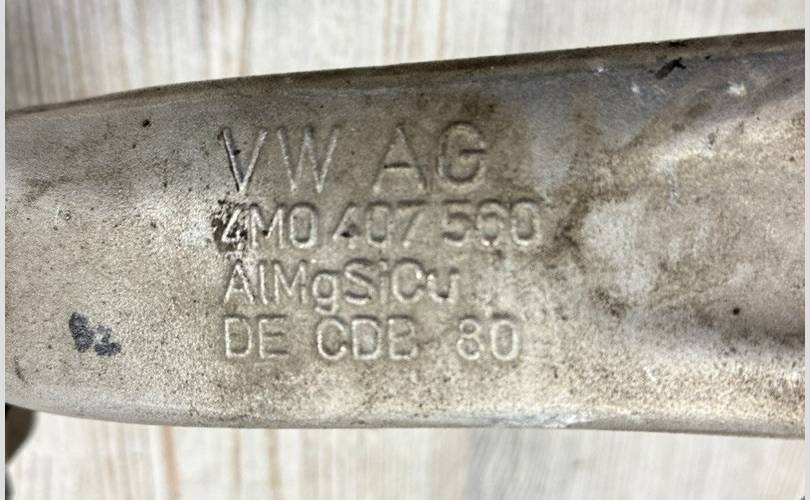 VW AG
4M0 407 560
AlMgSiCu
DE CDB 80